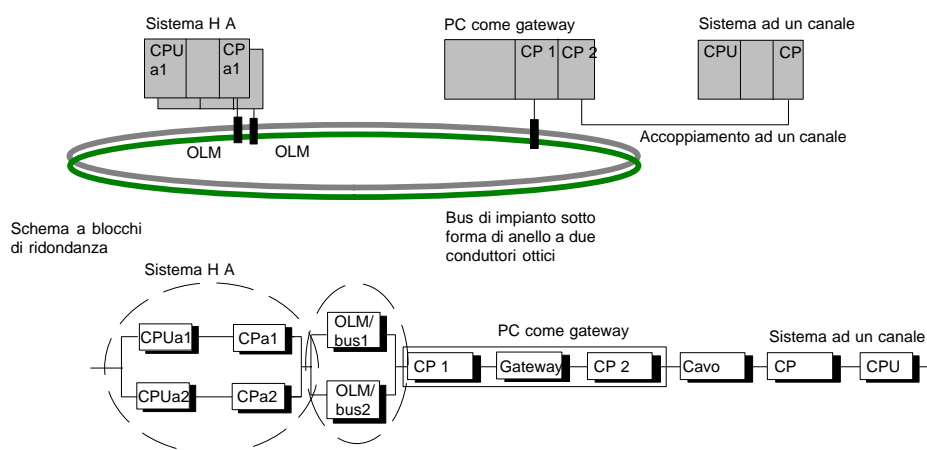 Sistema H A
PC come gateway
Sistema ad un canale
CPU a1
CP a1
CP 1
CP 2
CPU
CP
OLM
OLM
Accoppiamento ad un canale
Schema a blocchi
di ridondanza
Bus di impianto sotto
forma di anello a due
conduttori ottici
Sistema H A
PC come gateway
Sistema ad un canale
CPUa1
CPa1
OLM/
bus1
CP 1
Gateway
CP 2
Cavo
CP
CPU
CPUa2
CPa2
OLM/
bus2